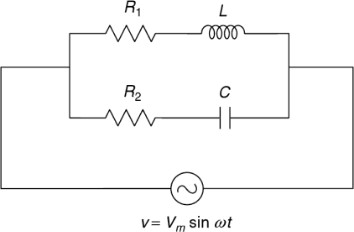 R₁ L
R₂ C
v = Vₘ sin ωt